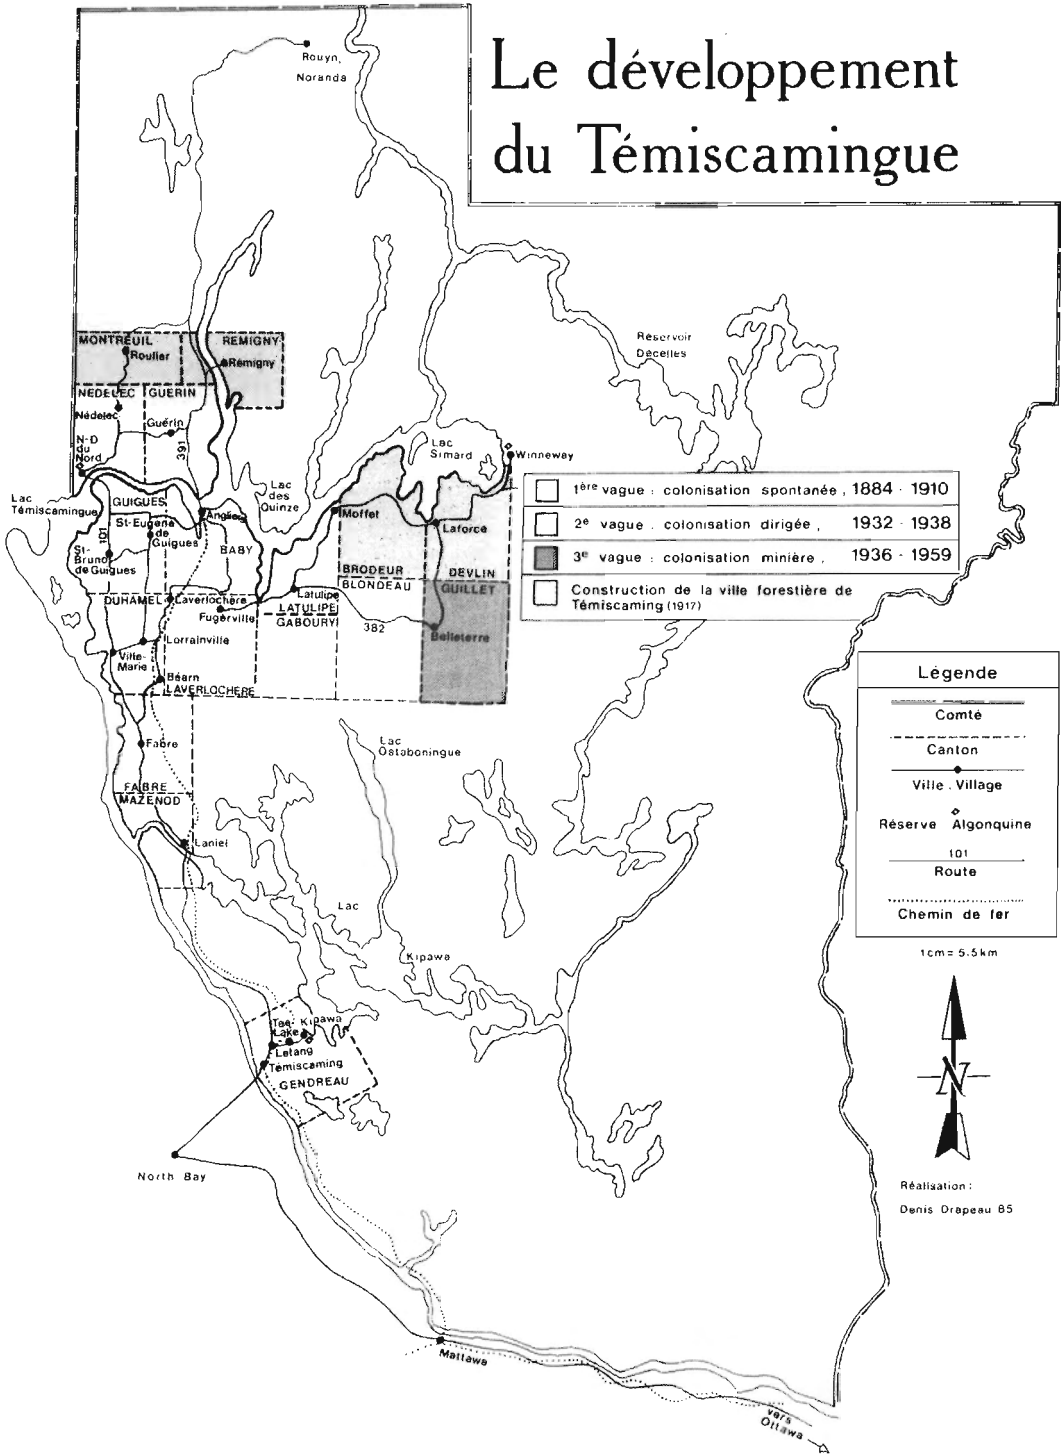 Le développement
du Témiscamingue
Rouyn,
Noranda
Réservoir
Décelles
MONTREUIL
Roulier
REMIGNY
Rémigny
NEDELEC
GUERIN
Nédelec
Guérin
391
N-D
du
Nord
Lac
Témiscamingue
GUIGUES
St-Eugène
de
Guigues
101
St-
Bruno
de Guigues
Angliers
BABY
Lac
des
Quinze
Lac
Simard
Winneway
Moffet
Laforce
BRODEUR
DEVLIN
BLONDEAU
GUILLET
DUHAMEL
Laverlochère
Fugèrville
Latulipe
LATULIPE
GABOURY
382
Belleterre
Lorrainville
Ville-
Marie
Béarn
LAVERLOCHERE
Fabre
FABRE
MAZENOD
Laniel
Lac
Ostaboningue
Lac
Kipawa
Tee
Lake
Kipawa
Letang
Témiscaming
GENDREAU
North Bay
Mattawa
vers
Ottawa
1ère vague : colonisation spontanée , 1884 - 1910
2e vague : colonisation dirigée , 1932 - 1938
3e vague : colonisation minière , 1936 - 1959
Construction de la ville forestière de
Témiscaming (1917)
Légende
Comté
Canton
Ville . Village
Réserve Algonquine
101
Route
Chemin de fer
1cm = 5.5km
N
Réalisation :
Denis Drapeau 85